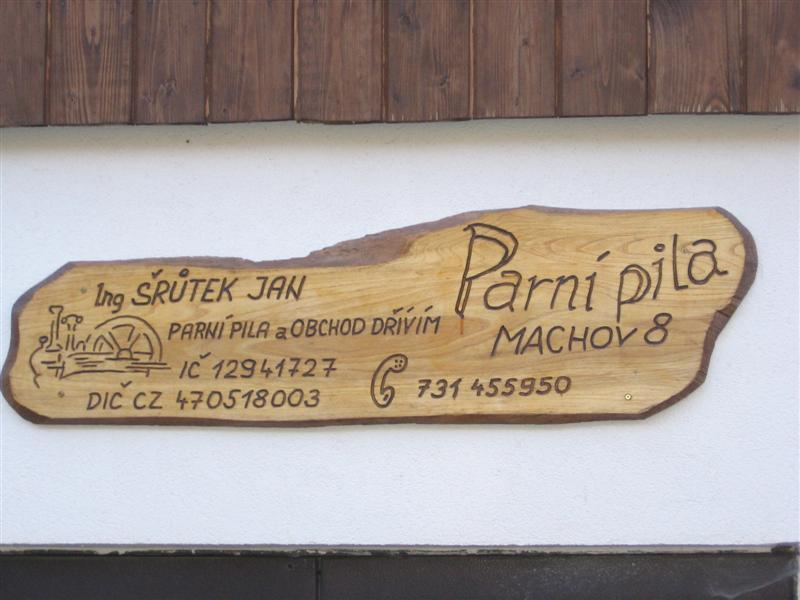 Ing ŠRŮTEK JAN
PARNÍ PILA a OBCHOD DŘÍVÍM
IČ 12941727
DIČ CZ 470518003
Parní pila
MACHOV 8
731 455950